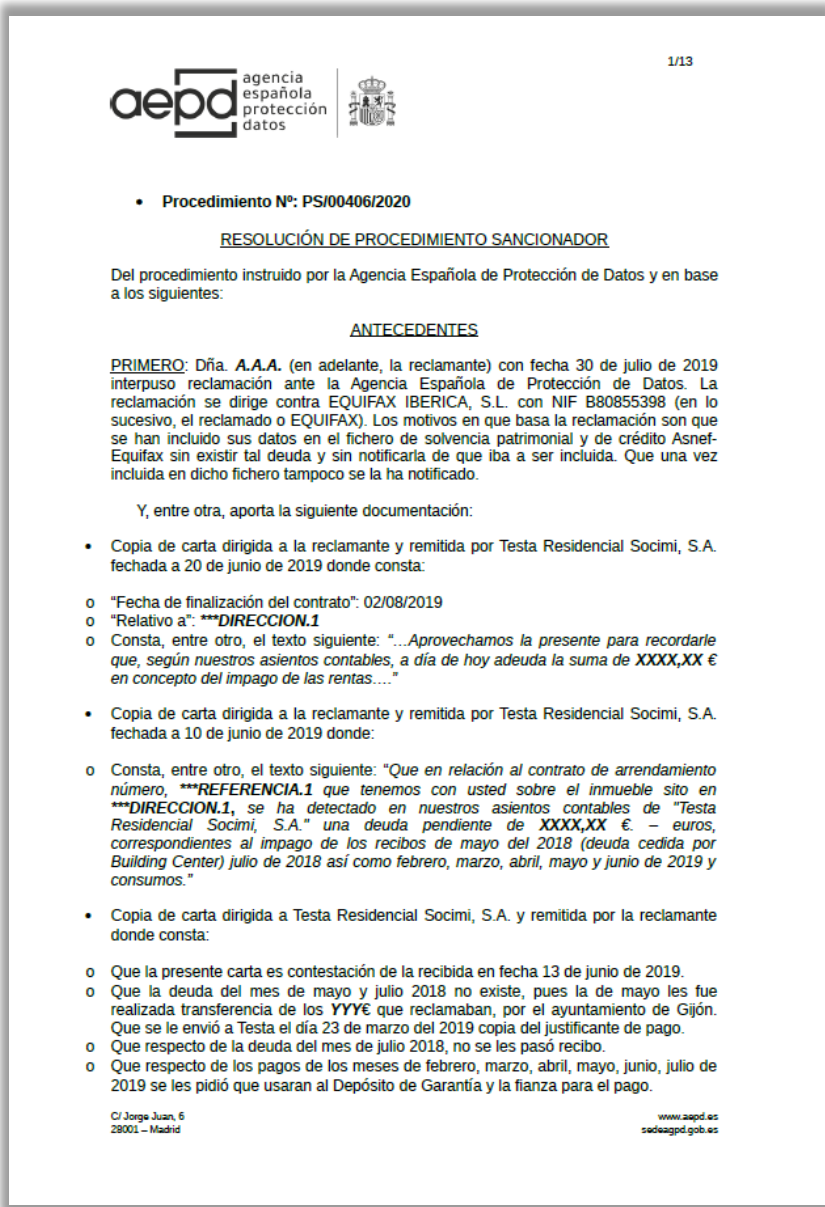 1/13
aepd
agencia
española
protección
datos
• Procedimiento Nº: PS/00406/2020
RESOLUCIÓN DE PROCEDIMIENTO SANCIONADOR
Del procedimiento instruido por la Agencia Española de Protección de Datos y en base
a los siguientes:
ANTECEDENTES
PRIMERO: Dña. A.A.A. (en adelante, la reclamante) con fecha 30 de julio de 2019
interpuso reclamación ante la Agencia Española de Protección de Datos. La
reclamación se dirige contra EQUIFAX IBERICA, S.L. con NIF B80855398 (en lo
sucesivo, el reclamado o EQUIFAX). Los motivos en que basa la reclamación son que
se han incluido sus datos en el fichero de solvencia patrimonial y de crédito Asnef-
Equifax sin existir tal deuda y sin notificarla de que iba a ser incluida. Que una vez
incluida en dicho fichero tampoco se la ha notificado.
Y, entre otra, aporta la siguiente documentación:
• Copia de carta dirigida a la reclamante y remitida por Testa Residencial Socimi, S.A.
fechada a 20 de junio de 2019 donde consta:
o “Fecha de finalización del contrato”: 02/08/2019
o “Relativo a”: ***DIRECCION.1
o Consta, entre otro, el texto siguiente: “…Aprovechamos la presente para recordarle
que, según nuestros asientos contables, a día de hoy adeuda la suma de XXXX,XX €
en concepto del impago de las rentas….”
• Copia de carta dirigida a la reclamante y remitida por Testa Residencial Socimi, S.A.
fechada a 10 de junio de 2019 donde:
o Consta, entre otro, el texto siguiente: “Que en relación al contrato de arrendamiento
número, ***REFERENCIA.1 que tenemos con usted sobre el inmueble sito en
***DIRECCION.1, se ha detectado en nuestros asientos contables de "Testa
Residencial Socimi, S.A." una deuda pendiente de XXXX,XX €. – euros,
correspondientes al impago de los recibos de mayo del 2018 (deuda cedida por
Building Center) julio de 2018 así como febrero, marzo, abril, mayo y junio de 2019 y
consumos.”
• Copia de carta dirigida a Testa Residencial Socimi, S.A. y remitida por la reclamante
donde consta:
o Que la presente carta es contestación de la recibida en fecha 13 de junio de 2019.
o Que la deuda del mes de mayo y julio 2018 no existe, pues la de mayo les fue
realizada transferencia de los YYY€ que reclamaban, por el ayuntamiento de Gijón.
Que se le envió a Testa el día 23 de marzo del 2019 copia del justificante de pago.
o Que respecto de la deuda del mes de julio 2018, no se les pasó recibo.
o Que respecto de los pagos de los meses de febrero, marzo, abril, mayo, junio, julio de
2019 se les pidió que usaran al Depósito de Garantía y la fianza para el pago.
C/ Jorge Juan, 6
28001 – Madrid
www.aepd.es
sedeagpd.gob.es